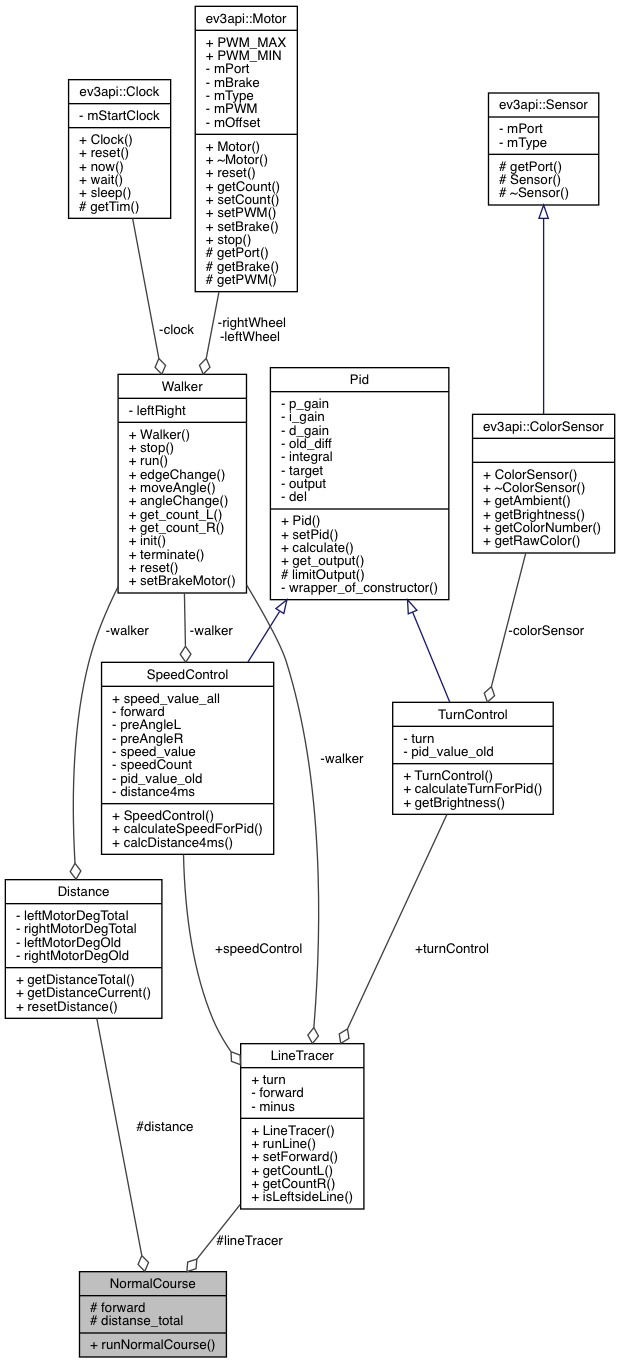 ev3api::Motor
+ PWM_MAX
+ PWM_MIN
- mPort
- mBrake
- mType
- mPWM
- mOffset
+ Motor()
+ ~Motor()
+ reset()
+ getCount()
+ setCount()
+ setPWM()
+ setBrake()
+ stop()
# getPort()
# getBrake()
# getPWM()
ev3api::Clock
- mStartClock
+ Clock()
+ reset()
+ now()
+ wait()
+ sleep()
# getTim()
ev3api::Sensor
- mPort
- mType
# getPort()
# Sensor()
# ~Sensor()
-clock
-rightWheel
-leftWheel
Walker
- leftRight
+ Walker()
+ stop()
+ run()
+ edgeChange()
+ moveAngle()
+ angleChange()
+ get_count_L()
+ get_count_R()
+ init()
+ terminate()
+ reset()
+ setBrakeMotor()
Pid
- p_gain
- i_gain
- d_gain
- old_diff
- integral
- target
- output
- del
+ Pid()
+ setPid()
+ calculate()
+ get_output()
# limitOutput()
- wrapper_of_constructor()
ev3api::ColorSensor
+ ColorSensor()
+ ~ColorSensor()
+ getAmbient()
+ getBrightness()
+ getColorNumber()
+ getRawColor()
-walker
-walker
-colorSensor
SpeedControl
+ speed_value_all
- forward
- preAngleL
- preAngleR
- speed_value
- speedCount
- pid_value_old
- distance4ms
+ SpeedControl()
+ calculateSpeedForPid()
+ calcDistance4ms()
-walker
TurnControl
- turn
- pid_value_old
+ TurnControl()
+ calculateTurnForPid()
+ getBrightness()
Distance
- leftMotorDegTotal
- rightMotorDegTotal
- leftMotorDegOld
- rightMotorDegOld
+ getDistanceTotal()
+ getDistanceCurrent()
+ resetDistance()
+speedControl
+turnControl
LineTracer
+ turn
- forward
- minus
+ LineTracer()
+ runLine()
+ setForward()
+ getCountL()
+ getCountR()
+ isLeftsideLine()
#distance
#lineTracer
NormalCourse
# forward
# distanse_total
+ runNormalCourse()